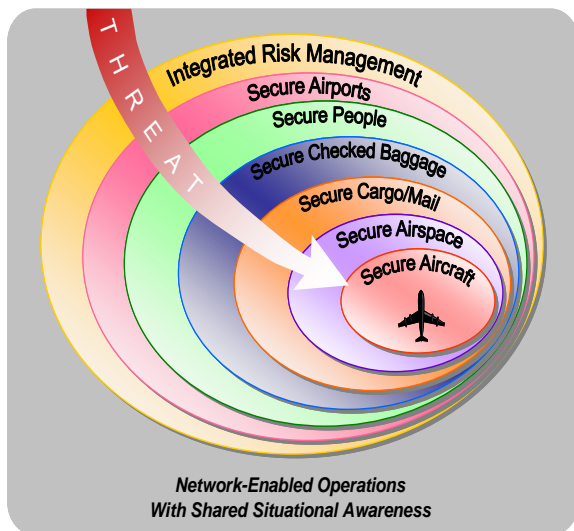 THREAT
Integrated Risk Management
Secure Airports
Secure People
Secure Checked Baggage
Secure Cargo/Mail
Secure Airspace
Secure Aircraft
Network-Enabled Operations
With Shared Situational Awareness